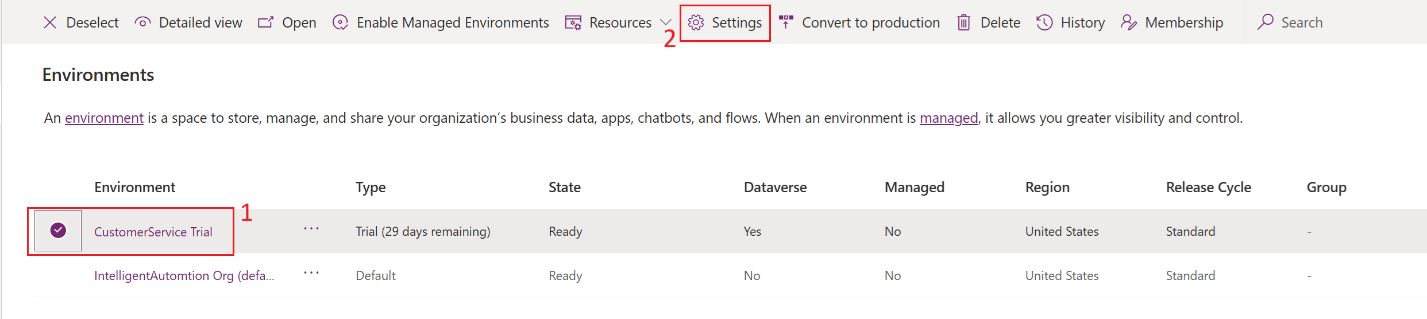 Deselect Detailed view Open Enable Managed Environments Resources 2 Settings Convert to production Delete History Membership Search
Environments
An environment is a space to store, manage, and share your organization's business data, apps, chatbots, and flows. When an environment is managed, it allows you greater visibility and control.
Environment Type State Dataverse Managed Region Release Cycle Group
1
CustomerService Trial ··· Trial (29 days remaining) Ready Yes No United States Standard -
IntelligentAutomtion Org (defa... ··· Default Ready No No United States Standard -